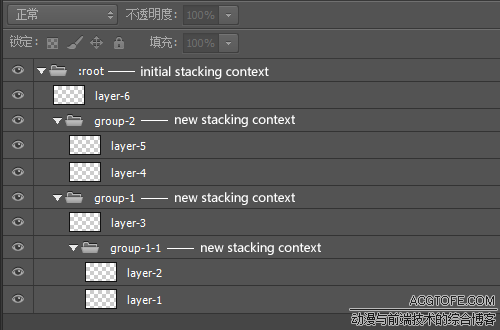 正常 不透明度: 100%
锁定: 填充: 100%
:root —— initial stacking context
layer-6
group-2 —— new stacking context
layer-5
layer-4
group-1 —— new stacking context
layer-3
group-1-1 —— new stacking context
layer-2
layer-1
ACGTOFE.COM
动漫与前端技术的综合博客